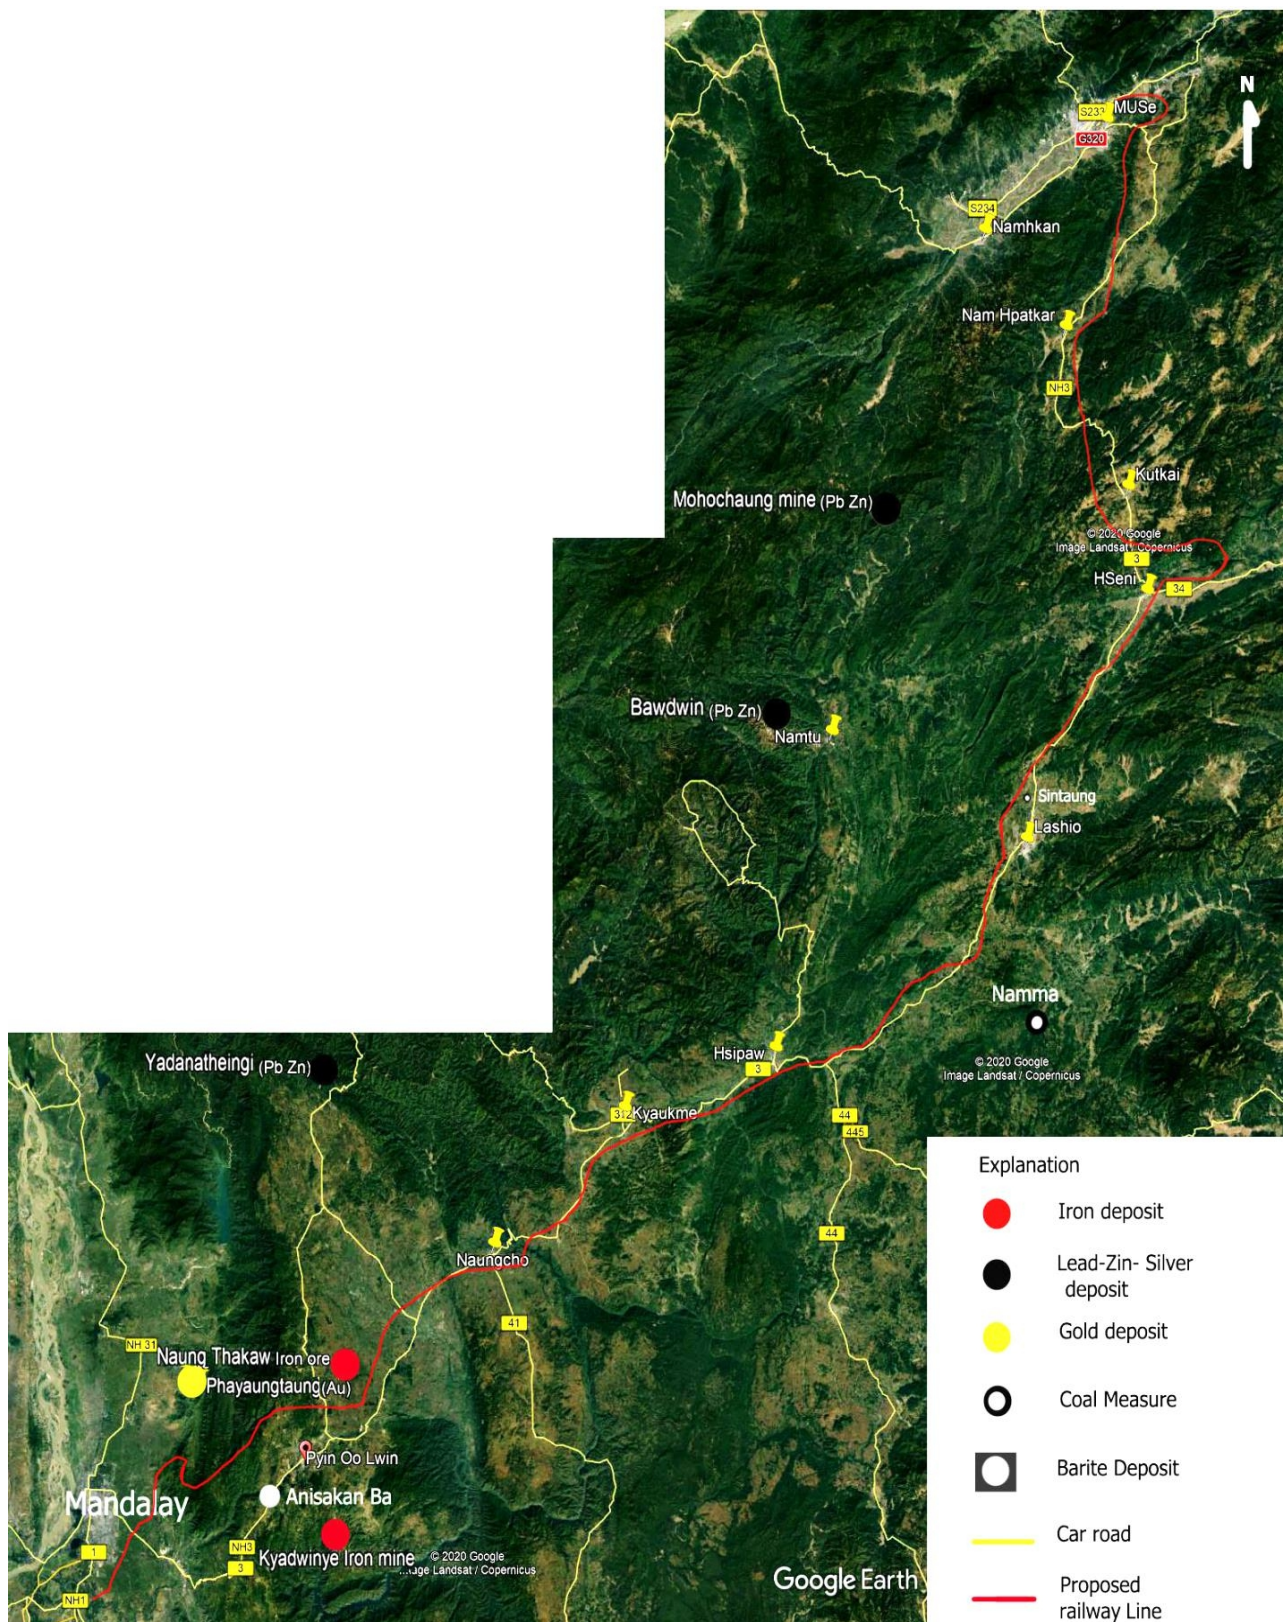 N
S233
MUSe
G320
S234
Namhkan
Nam Hpatkar
NH3
Kutkai
Mohochaung mine (Pb Zn)
© 2020 Google
Image Landsat / Copernicus
3
HSeni
34
Bawdwin (Pb Zn)
Namtu
Sintaung
Lashio
Namma
Hsipaw
© 2020 Google
Image Landsat / Copernicus
Yadanatheingi (Pb Zn)
3
312
Kyaukme
44
445
44
Naungcho
41
NH 31
Naung Thakaw Iron ore
Phayaungtaung(Au)
Pyin Oo Lwin
Mandalay
Anisakan Ba
1
NH3
3
Kyadwinye Iron mine
© 2020 Google
Image Landsat / Copernicus
NH1
Google Earth
Explanation
Iron deposit
Lead-Zin- Silver
deposit
Gold deposit
Coal Measure
Barite Deposit
Car road
Proposed
railway Line